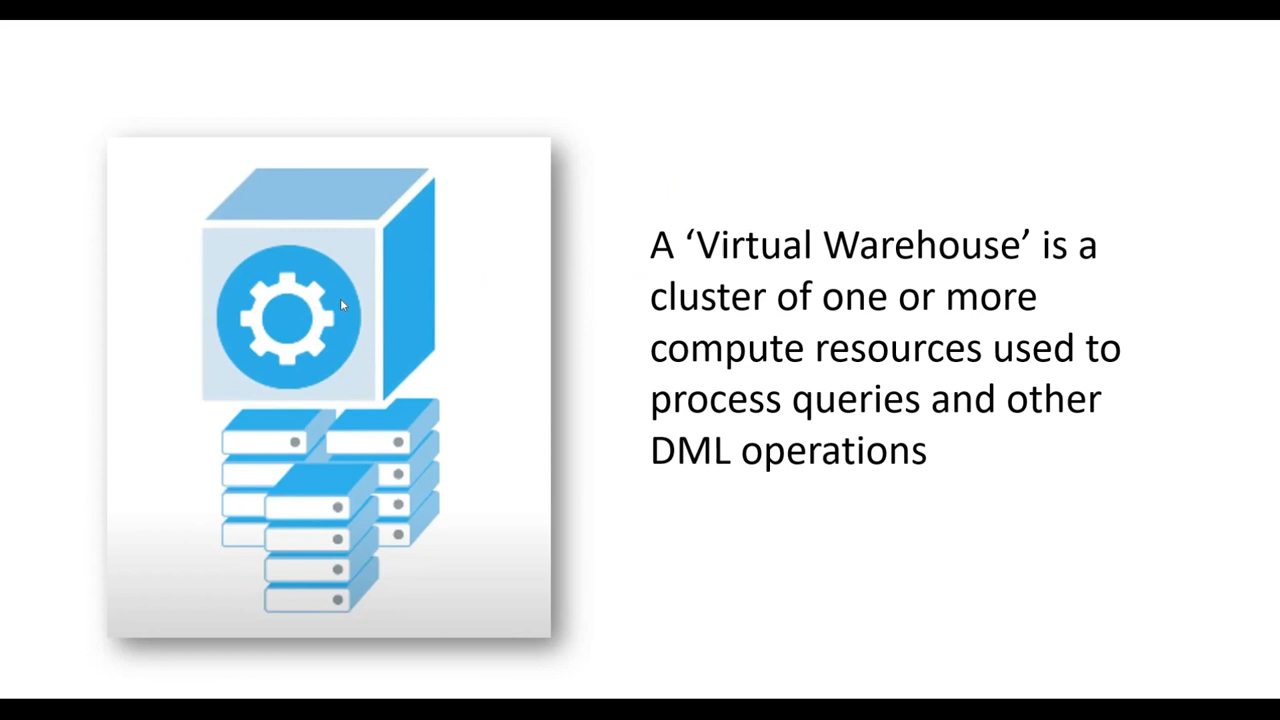 A ‘Virtual Warehouse’ is a
cluster of one or more
compute resources used to
process queries and other
DML operations